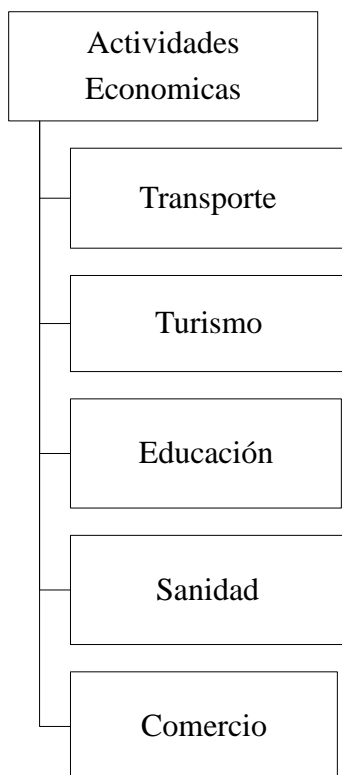 Actividades
Economicas
Transporte
Turismo
Educación
Sanidad
Comercio